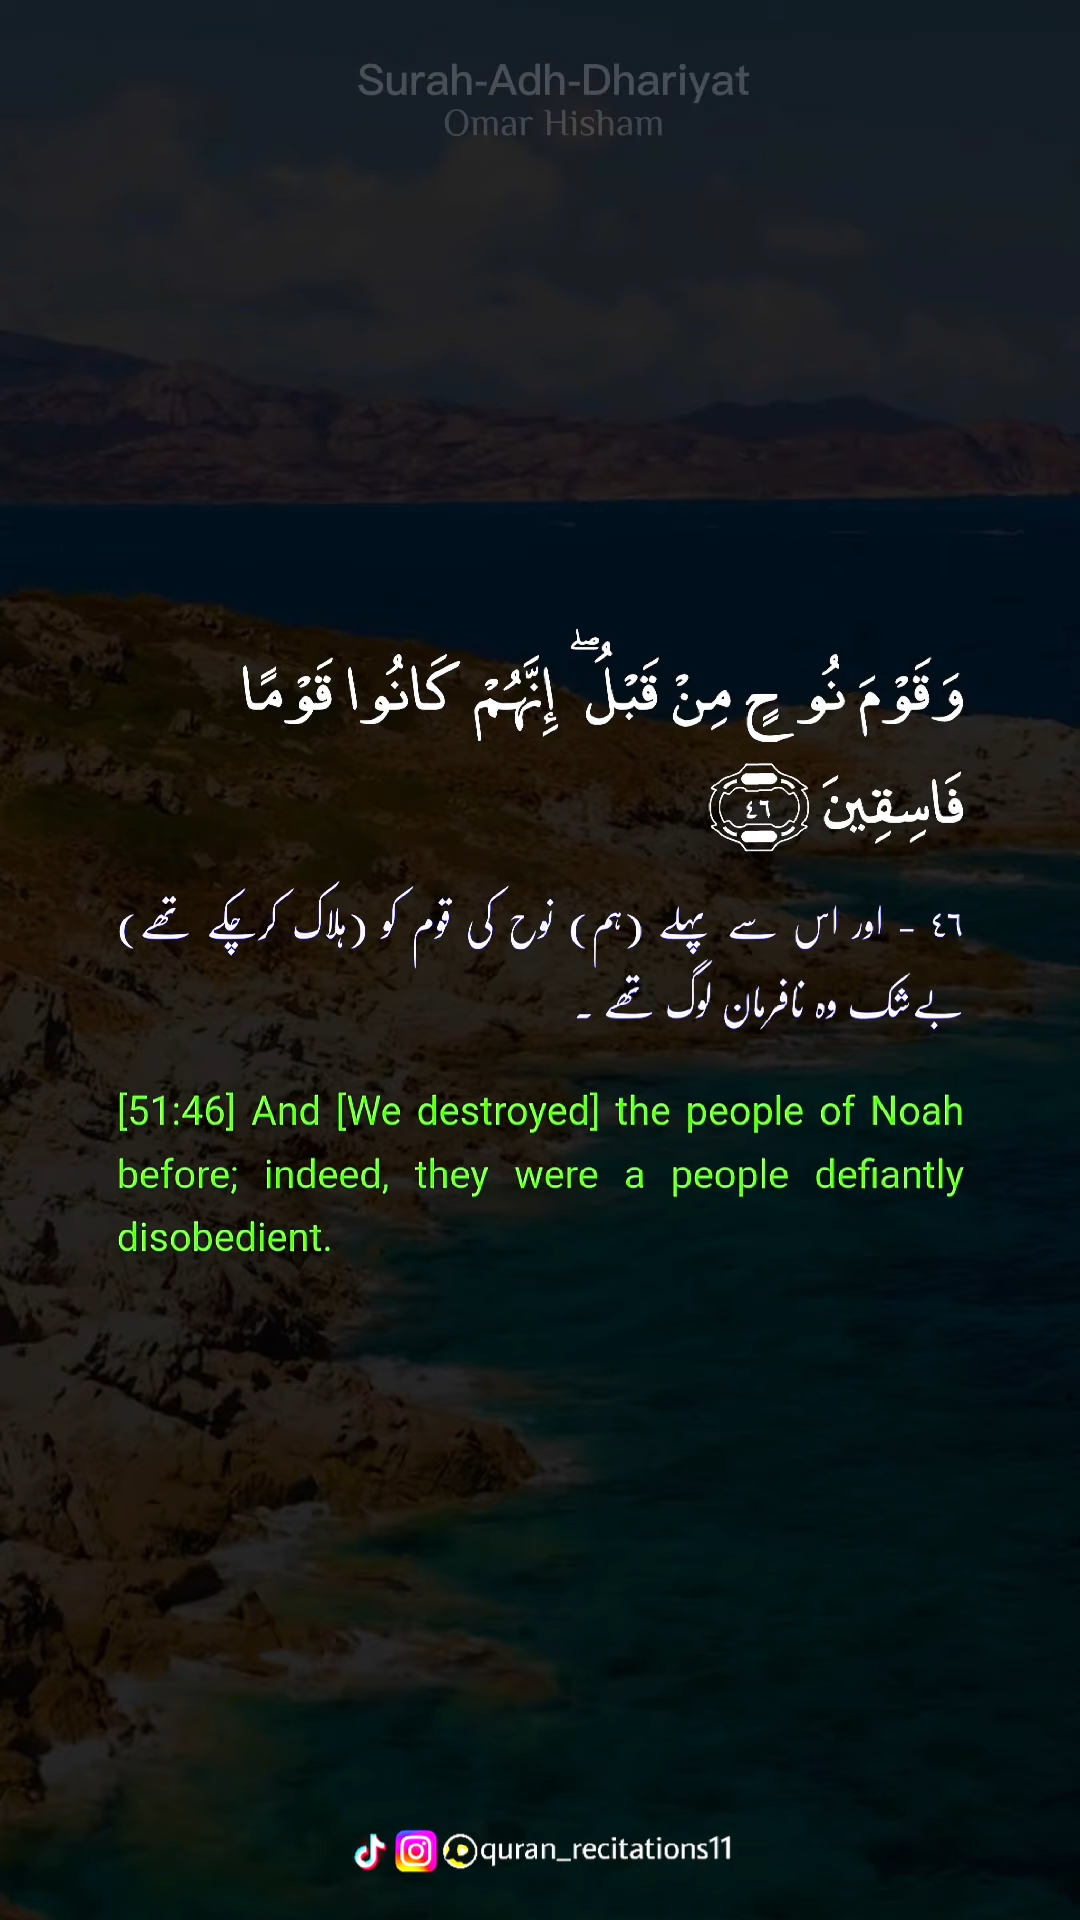 Surah-Adh-Dhariyat
Omar Hisham
وَقَوْمَ نُوحٍ مِنْ قَبْلُ ۖ إِنَّهُمْ كَانُوا قَوْمًا
فَاسِقِينَ ٤٦
٤٦ - اور اس سے پہلے (ہم) نوح کی قوم کو (ہلاک کرچکے تھے)
بےشک وہ نافرمان لوگ تھے ۔
[51:46] And [We destroyed] the people of Noah
before; indeed, they were a people defiantly
disobedient.
quran_recitations11